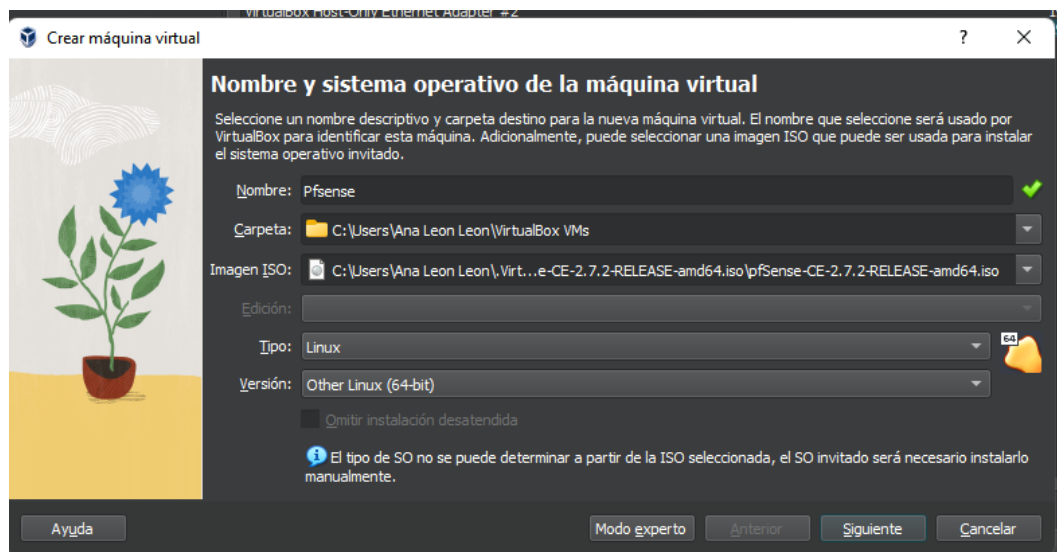 VirtualBox Host-Only Ethernet Adapter #2
Crear máquina virtual
?
Nombre y sistema operativo de la máquina virtual
Seleccione un nombre descriptivo y carpeta destino para la nueva máquina virtual. El nombre que seleccione será usado por
VirtualBox para identificar esta máquina. Adicionalmente, puede seleccionar una imagen ISO que puede ser usada para instalar
el sistema operativo invitado.
Nombre: Pfsense
Carpeta: C:\Users\Ana Leon Leon\VirtualBox VMs
Imagen ISO: C:\Users\Ana Leon Leon\.Virt...e-CE-2.7.2-RELEASE-amd64.iso\pfSense-CE-2.7.2-RELEASE-amd64.iso
Edición:
Tipo: Linux
64
Versión: Other Linux (64-bit)
Omitir instalación desatendida
El tipo de SO no se puede determinar a partir de la ISO seleccionada, el SO invitado será necesario instalarlo
manualmente.
Ayuda Modo experto Anterior Siguiente Cancelar